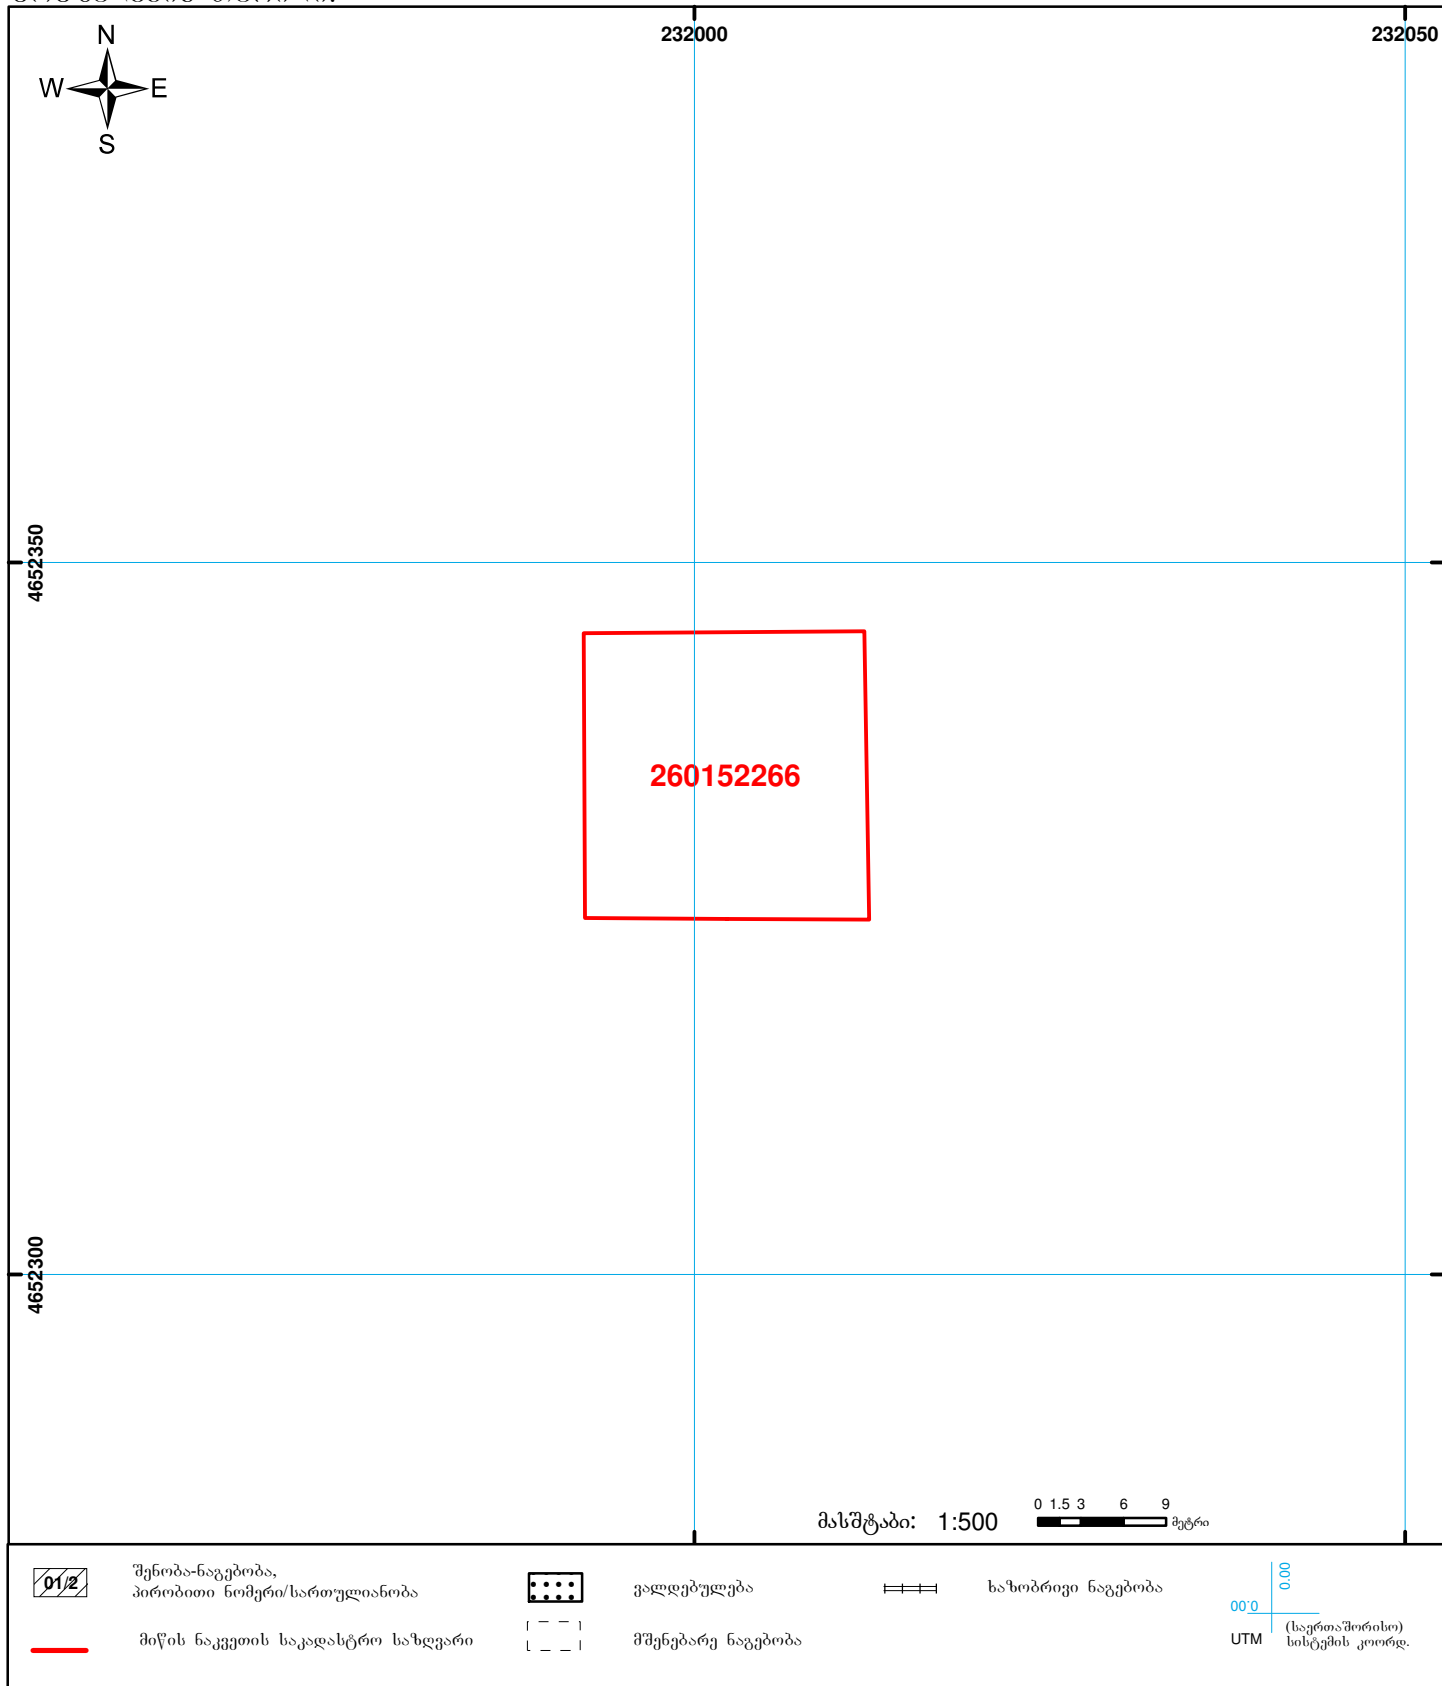 N
W E
S
232000
232050
4652350
260152266
4652300
მასშტაბი: 1:500
0 1.5 3 6 9
მეტრი
01/2
შენობა-ნაგებობა,
პირობითი ნომერი/სართულიანობა
ვალდებულება
ხაზობრივი ნაგებობა
მიწის ნაკვეთის საკადასტრო საზღვარი
მშენებარე ნაგებობა
0.00
0.00
UTM
(საერთაშორისო)
სისტემის კოორდ.